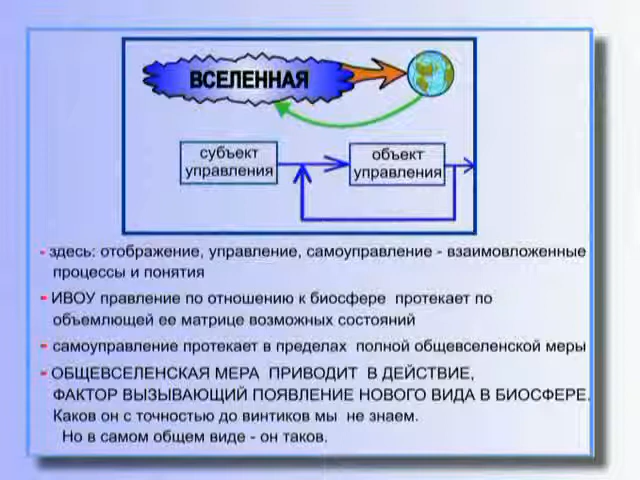 ВСЕЛЕННАЯ
субъект
управления
объект
управления
- здесь: отображение, управление, самоуправление - взаимовложенные
процессы и понятия
- ИВОУ правление по отношению к биосфере протекает по
объемлющей ее матрице возможных состояний
- самоуправление протекает в пределах полной общевселенской меры
- ОБЩЕВСЕЛЕНСКАЯ МЕРА ПРИВОДИТ В ДЕЙСТВИЕ,
ФАКТОР ВЫЗЫВАЮЩИЙ ПОЯВЛЕНИЕ НОВОГО ВИДА В БИОСФЕРЕ.
Каков он с точностью до винтиков мы не знаем.
Но в самом общем виде - он таков.